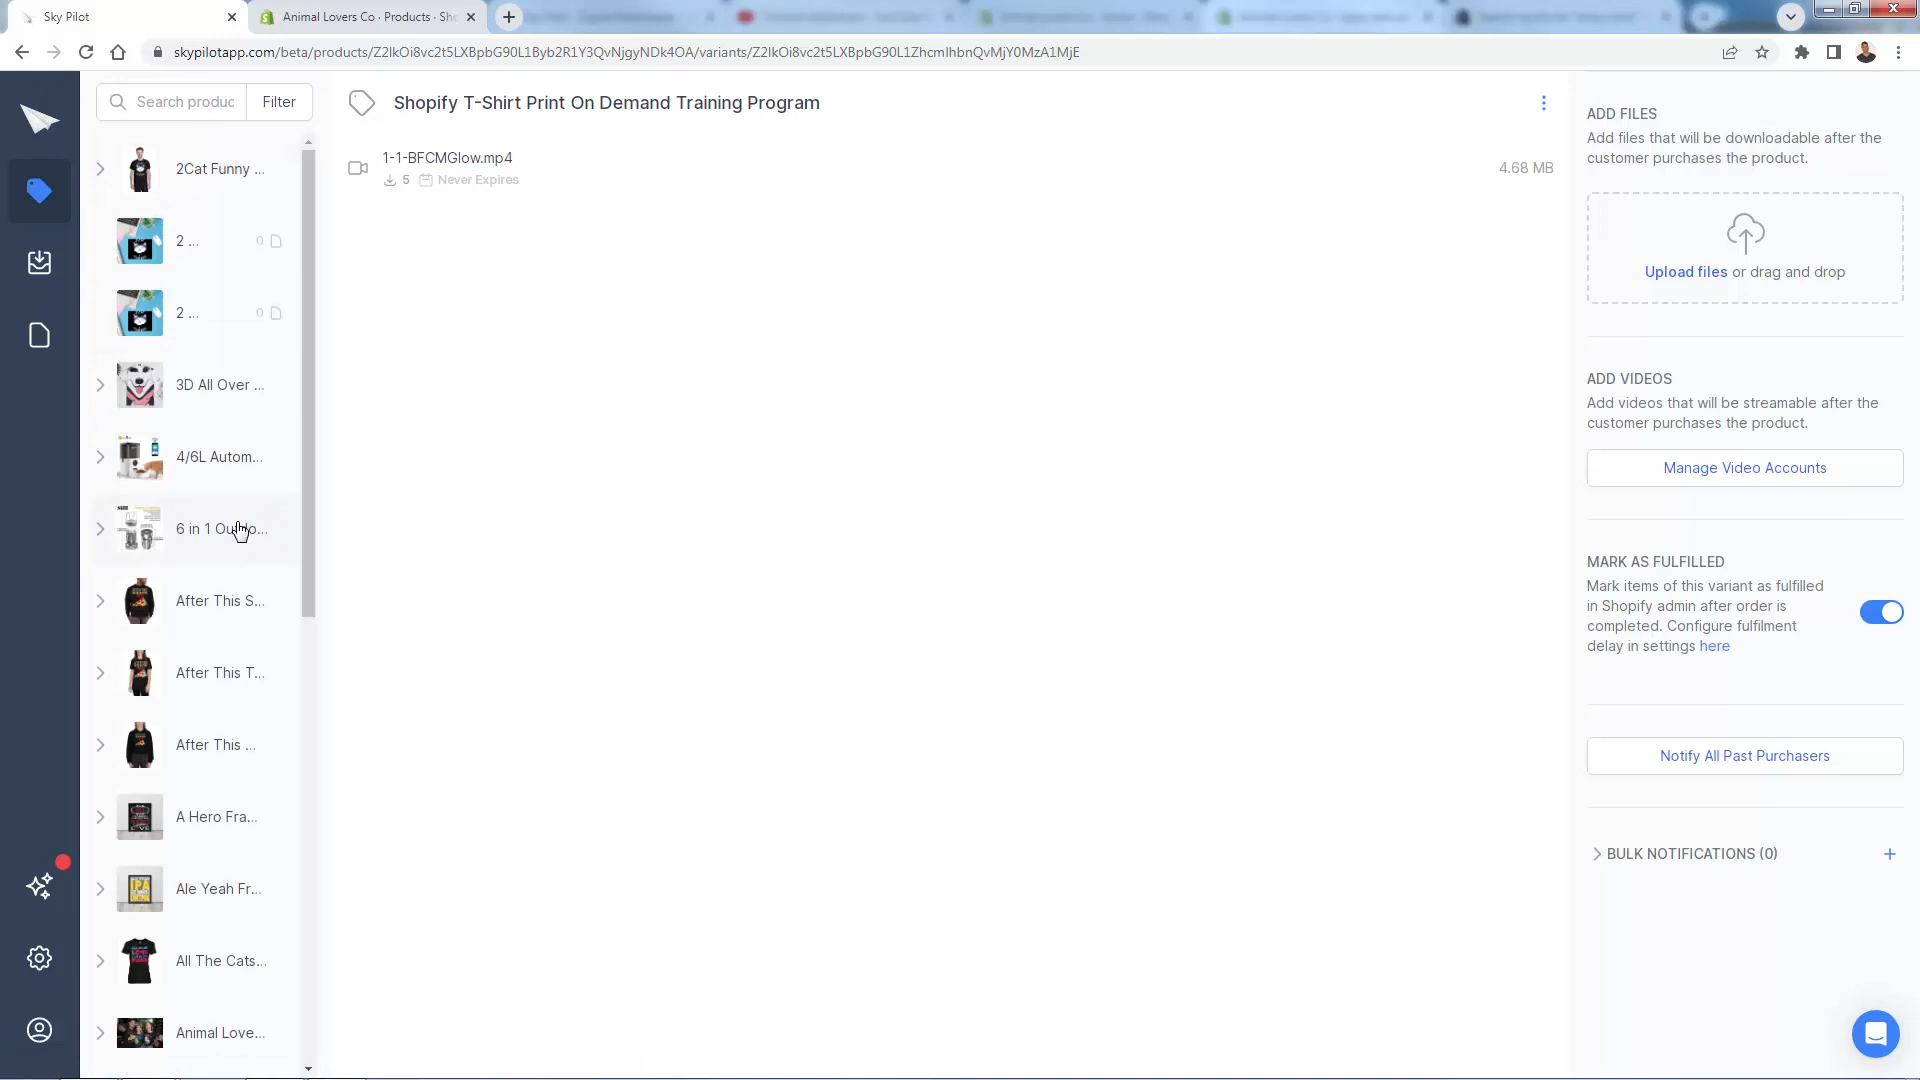 Sky Pilot
Animal Lovers Co · Products · Sho
skypilotapp.com/beta/products/Z2lkOi8vc2t5LXBpbG90L1Byb2R1Y3QvNjgyNDk4OA/variants/Z2lkOi8vc2t5LXBpbG90L1ZhcmlhbnQvMjY0MzA1MjE
Search produc
Filter
2Cat Funny ...
2 ...
0
2 ...
0
3D All Over ...
4/6L Autom...
6 in 1 Outdo...
After This S...
After This T...
After This ...
A Hero Fra...
Ale Yeah Fr...
All The Cats...
Animal Love...
Shopify T-Shirt Print On Demand Training Program
1-1-BFCMGlow.mp4
5
Never Expires
4.68 MB
ADD FILES
Add files that will be downloadable after the
customer purchases the product.
Upload files or drag and drop
ADD VIDEOS
Add videos that will be streamable after the
customer purchases the product.
Manage Video Accounts
MARK AS FULFILLED
Mark items of this variant as fulfilled
in Shopify admin after order is
completed. Configure fulfilment
delay in settings here
Notify All Past Purchasers
BULK NOTIFICATIONS (0)